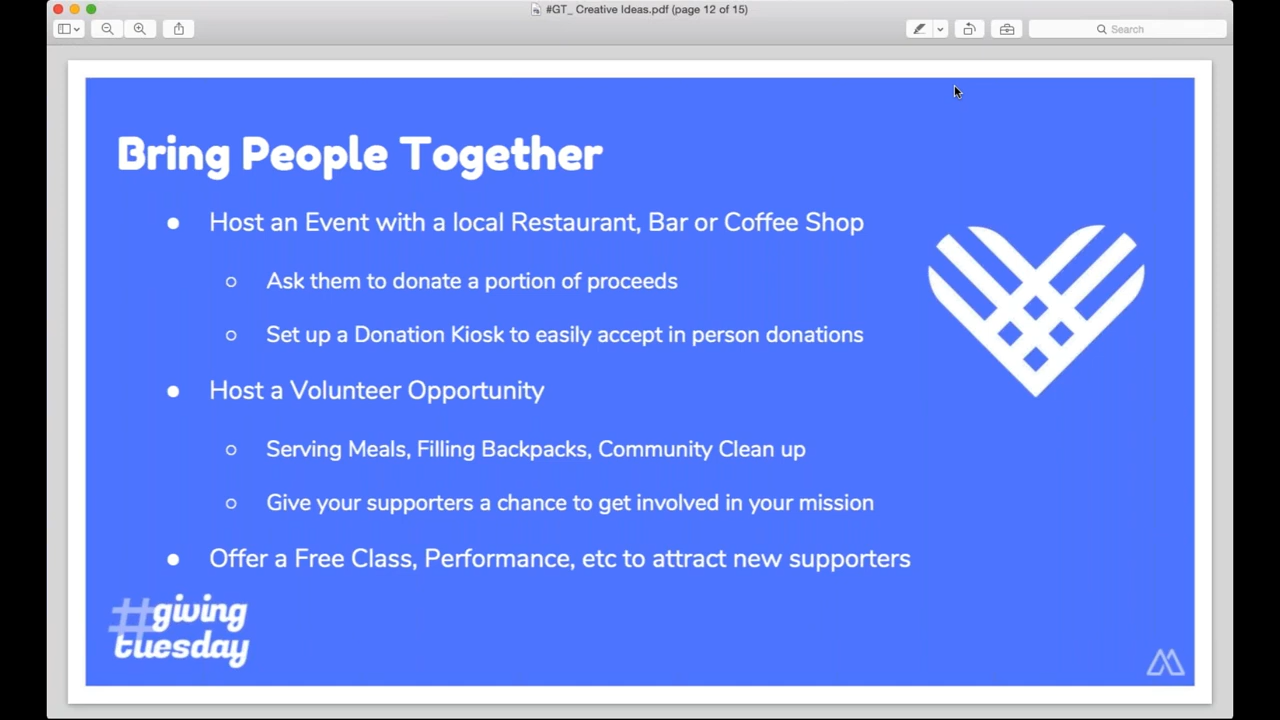 #GT_ Creative Ideas.pdf (page 12 of 15)
Search
Bring People Together
● Host an Event with a local Restaurant, Bar or Coffee Shop
○ Ask them to donate a portion of proceeds
○ Set up a Donation Kiosk to easily accept in person donations
● Host a Volunteer Opportunity
○ Serving Meals, Filling Backpacks, Community Clean up
○ Give your supporters a chance to get involved in your mission
● Offer a Free Class, Performance, etc to attract new supporters
#giving
tuesday